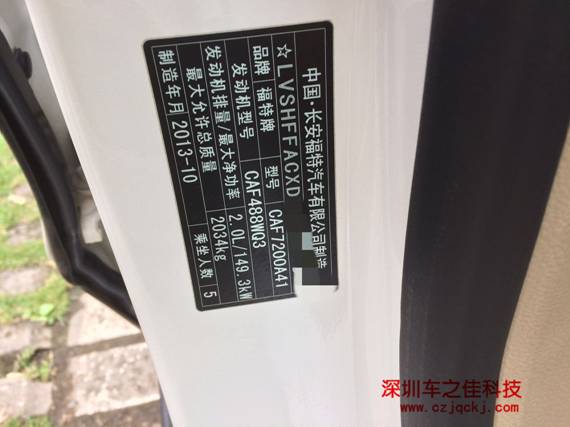 中国·长安福特汽车有限公司制造
☆LVSHFFACXD
品牌 福特牌 型号 CAF7200A41
发动机型号 CAF488WQ3
发动机排量/最大净功率 2.0L/149.3kW
最大允许总质量 2034kg
制造年月 2013-10 乘坐人数 5
深圳车之佳科技
www.czjqckj.com